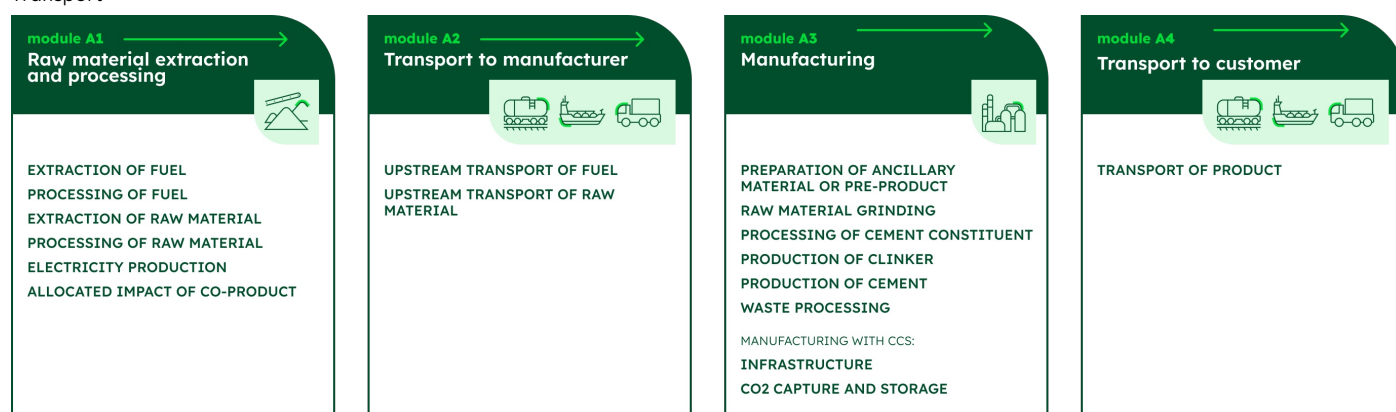 Transport
module A1
Raw material extraction
and processing
EXTRACTION OF FUEL
PROCESSING OF FUEL
EXTRACTION OF RAW MATERIAL
PROCESSING OF RAW MATERIAL
ELECTRICITY PRODUCTION
ALLOCATED IMPACT OF CO-PRODUCT
module A2
Transport to manufacturer
UPSTREAM TRANSPORT OF FUEL
UPSTREAM TRANSPORT OF RAW
MATERIAL
module A3
Manufacturing
PREPARATION OF ANCILLARY
MATERIAL OR PRE-PRODUCT
RAW MATERIAL GRINDING
PROCESSING OF CEMENT CONSTITUENT
PRODUCTION OF CLINKER
PRODUCTION OF CEMENT
WASTE PROCESSING
MANUFACTURING WITH CCS:
INFRASTRUCTURE
CO2 CAPTURE AND STORAGE
module A4
Transport to customer
TRANSPORT OF PRODUCT